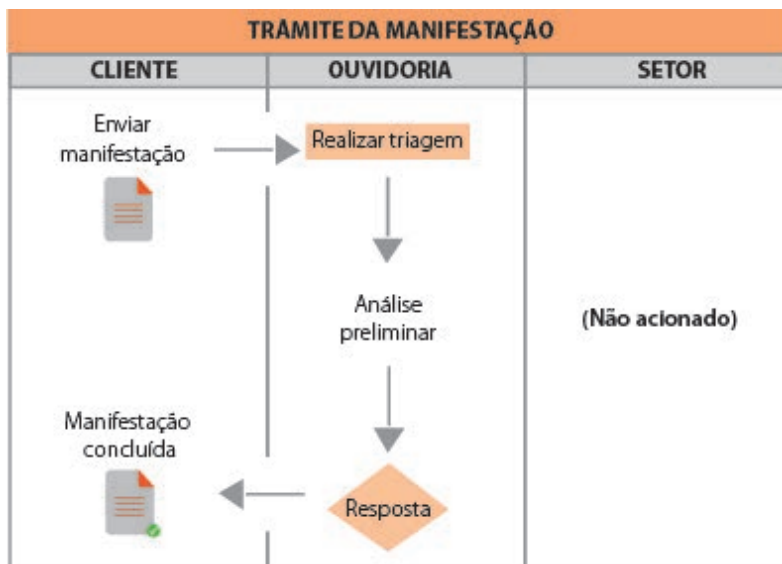 TRÂMITE DA MANIFESTAÇÃO
CLIENTE
OUVIDORIA
SETOR
Enviar
manifestação
Realizar triagem
Análise
preliminar
(Não acionado)
Manifestação
concluída
Resposta